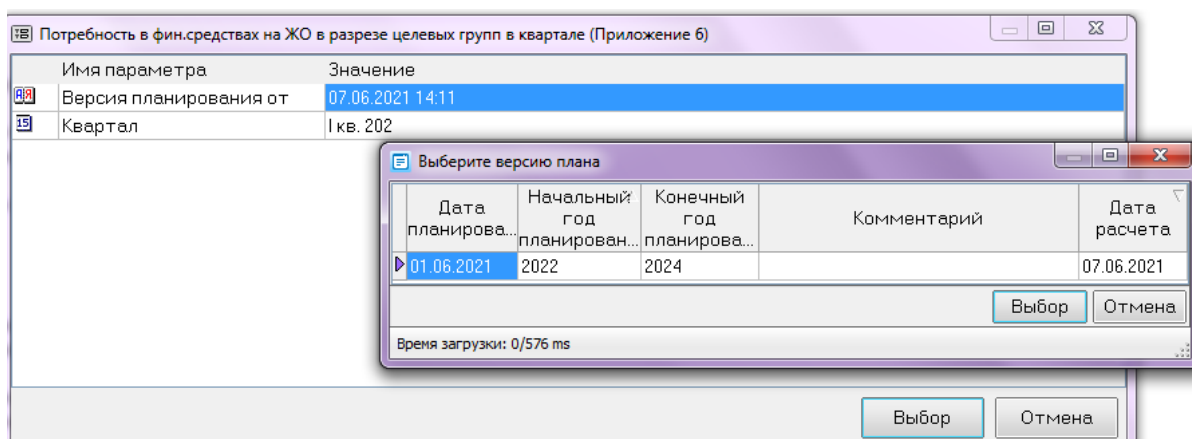 Потребность в фин.средствах на ЖО в разрезе целевых групп в квартале (Приложение 6)
Имя параметра Значение
Версия планирования от 07.06.2021 14:11
15 Квартал I кв. 202
Выберите версию плана
Дата планирова... Начальный год планирован... Конечный год планирова... Комментарий Дата расчета
01.06.2021 2022 2024 07.06.2021
Выбор Отмена
Время загрузки: 0/576 ms
Выбор Отмена